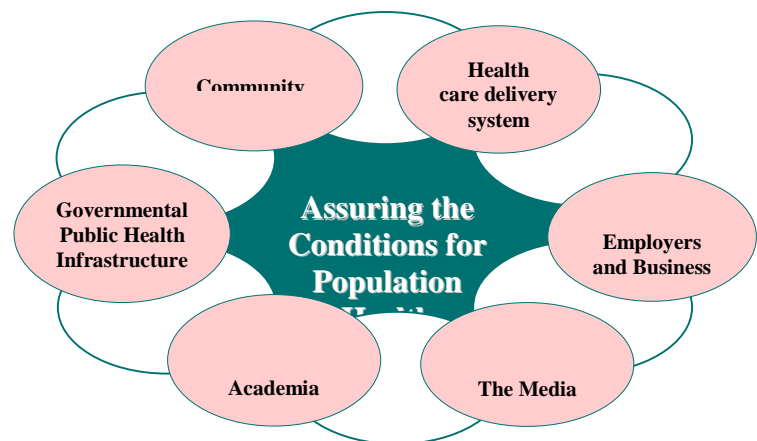 Community
Health
care delivery
system
Governmental
Public Health
Infrastructure
Assuring the
Conditions for
Population
Health
Employers
and Business
Academia
The Media